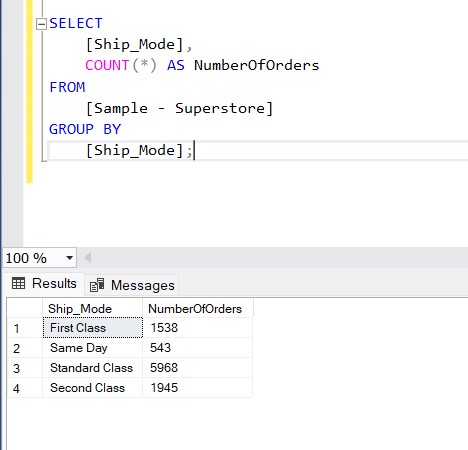 SELECT
[Ship_Mode],
COUNT(*) AS NumberOfOrders
FROM
[Sample - Superstore]
GROUP BY
[Ship_Mode];
100 %
Results Messages
Ship_Mode NumberOfOrders
1 First Class 1538
2 Same Day 543
3 Standard Class 5968
4 Second Class 1945